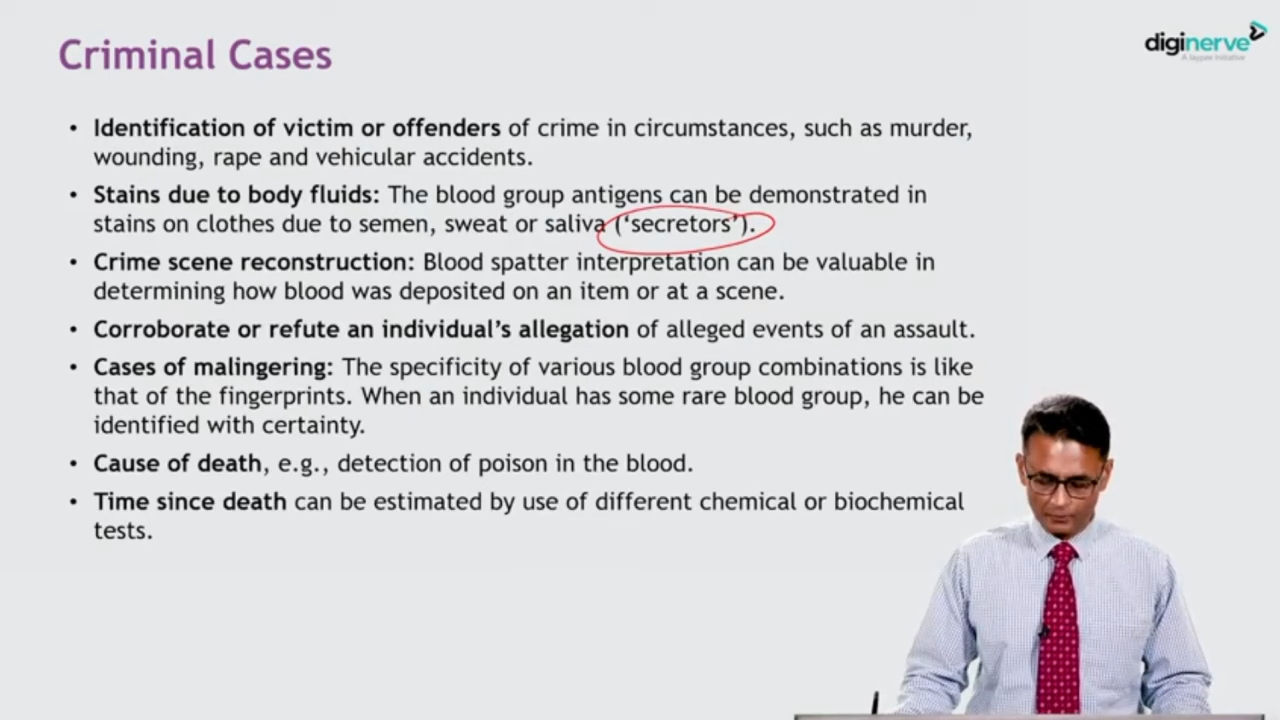 Criminal Cases
diginerve
A Jaypee Initiative
• Identification of victim or offenders of crime in circumstances, such as murder,
wounding, rape and vehicular accidents.
• Stains due to body fluids: The blood group antigens can be demonstrated in
stains on clothes due to semen, sweat or saliva (‘secretors’).
• Crime scene reconstruction: Blood spatter interpretation can be valuable in
determining how blood was deposited on an item or at a scene.
• Corroborate or refute an individual’s allegation of alleged events of an assault.
• Cases of malingering: The specificity of various blood group combinations is like
that of the fingerprints. When an individual has some rare blood group, he can be
identified with certainty.
• Cause of death, e.g., detection of poison in the blood.
• Time since death can be estimated by use of different chemical or biochemical
tests.